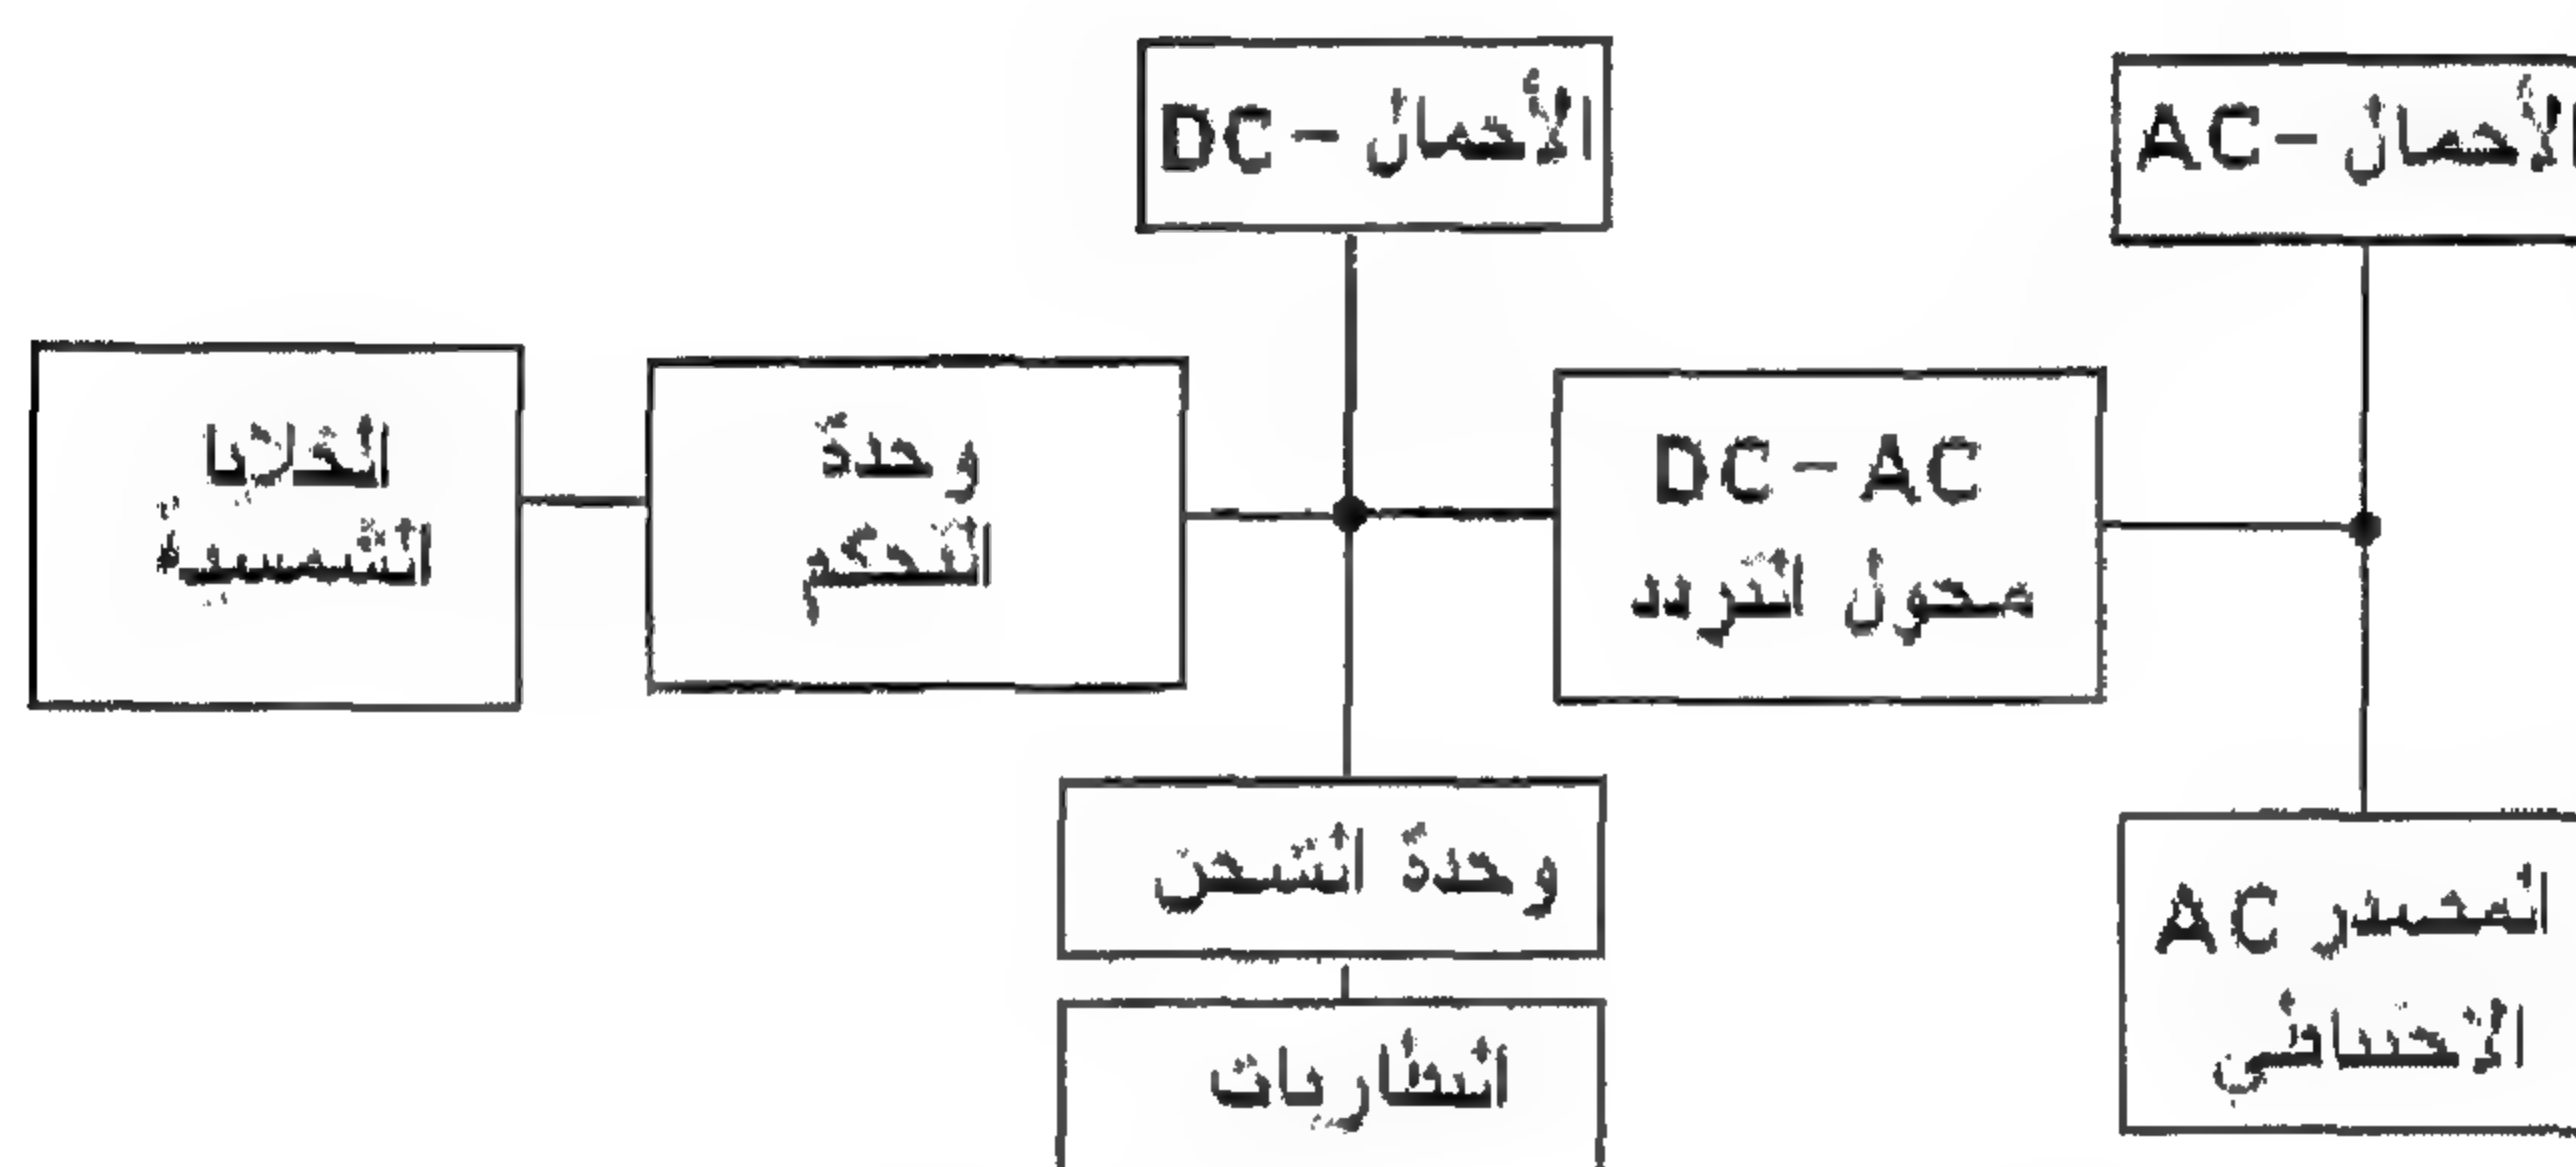 الأحمال - DC
الأحمال - AC
الخلايا
الشمسية
وحدة
التحكم
DC - AC
محول التردد
وحدة الشحن
البطاريات
المصدر AC
الاحتياطي